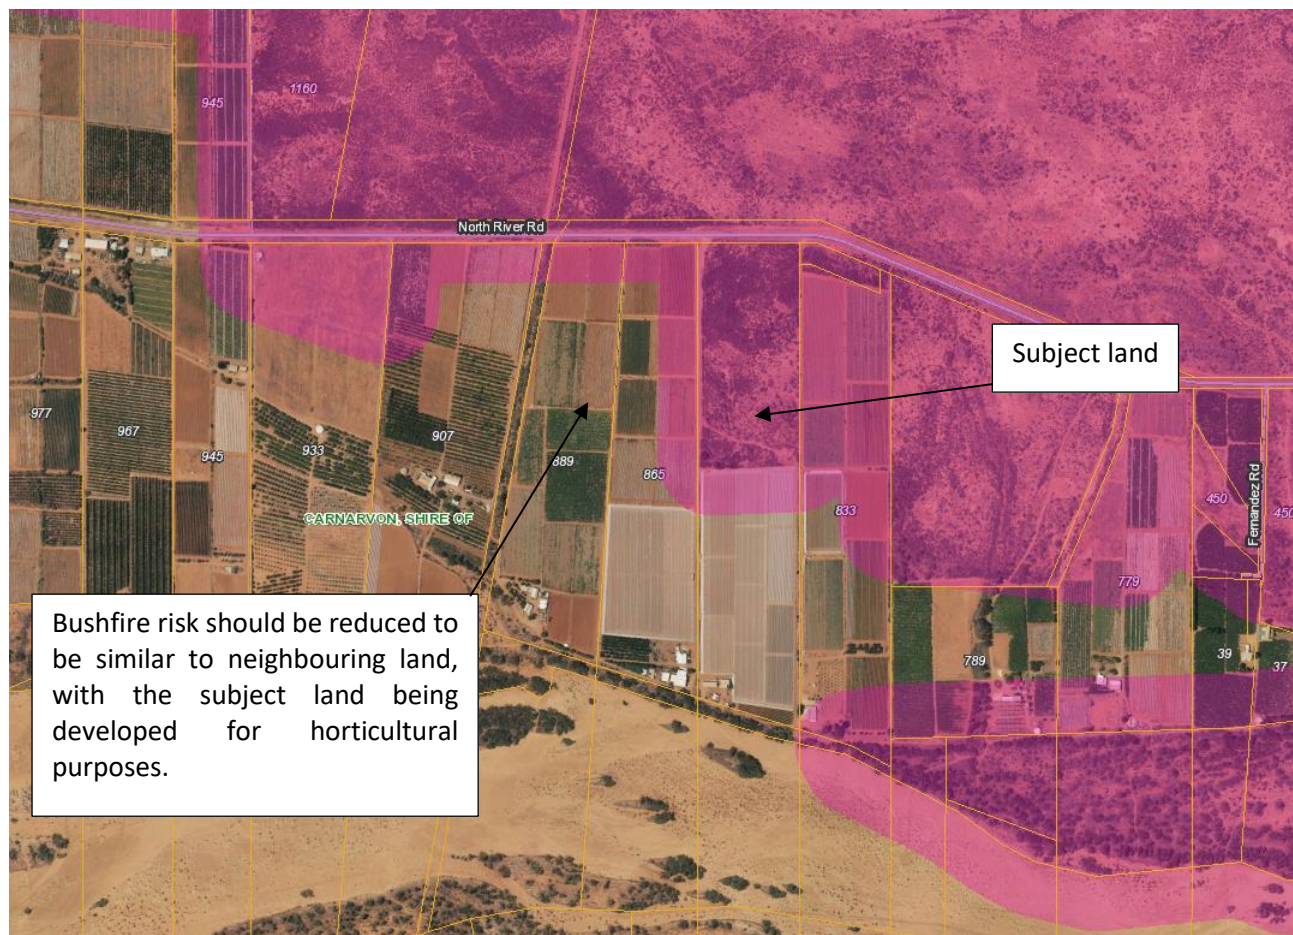 945
1160
North River Rd
Subject land
977
967
945
933
907
889
865
833
779
450
450
Fernandez Rd
CARNARVON, SHIRE OF
Bushfire risk should be reduced to
be similar to neighbouring land,
with the subject land being
developed for horticultural
purposes.
789
39
37